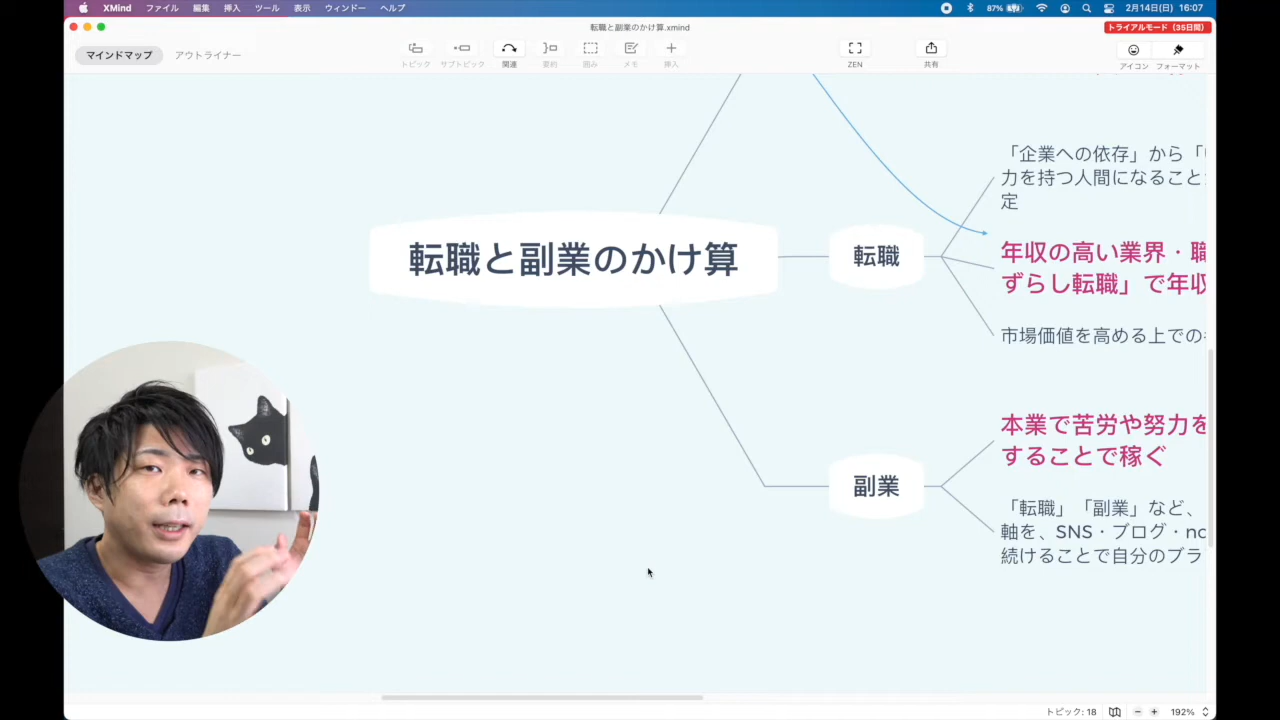 XMind ファイル 編集 挿入 ツール 表示 ウィンドー ヘルプ 87% 2月14日(日) 16:07
転職と副業のかけ算.xmind
トライアルモード（35日間）
マインドマップ アウトライナー
トピック サブトピック 関連 要約 囲み メモ 挿入 ZEN 共有 アイコン フォーマット
「企業への依存」から「
力を持つ人間になること
定
年収の高い業界・職
ずらし転職」で年収
市場価値を高める上での
転職と副業のかけ算
転職
本業で苦労や努力を
することで稼ぐ
副業
「転職」「副業」など、
軸を、SNS・ブログ・no
続けることで自分のブラ
トピック: 18 192%